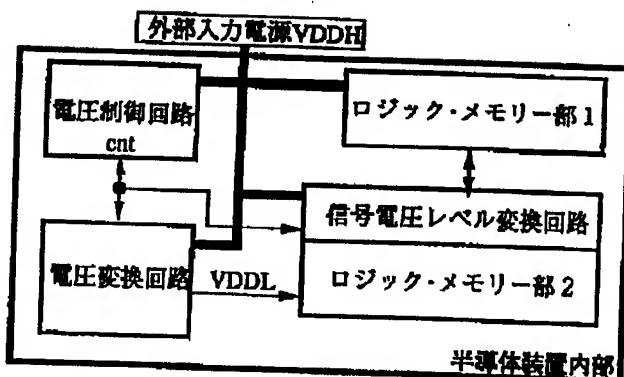 外部入力電源VDDH
電圧制御回路
cnt
ロジック・メモリー部1
信号電圧レベル変換回路
電圧変換回路
VDDL
ロジック・メモリー部2
半導体装置内部